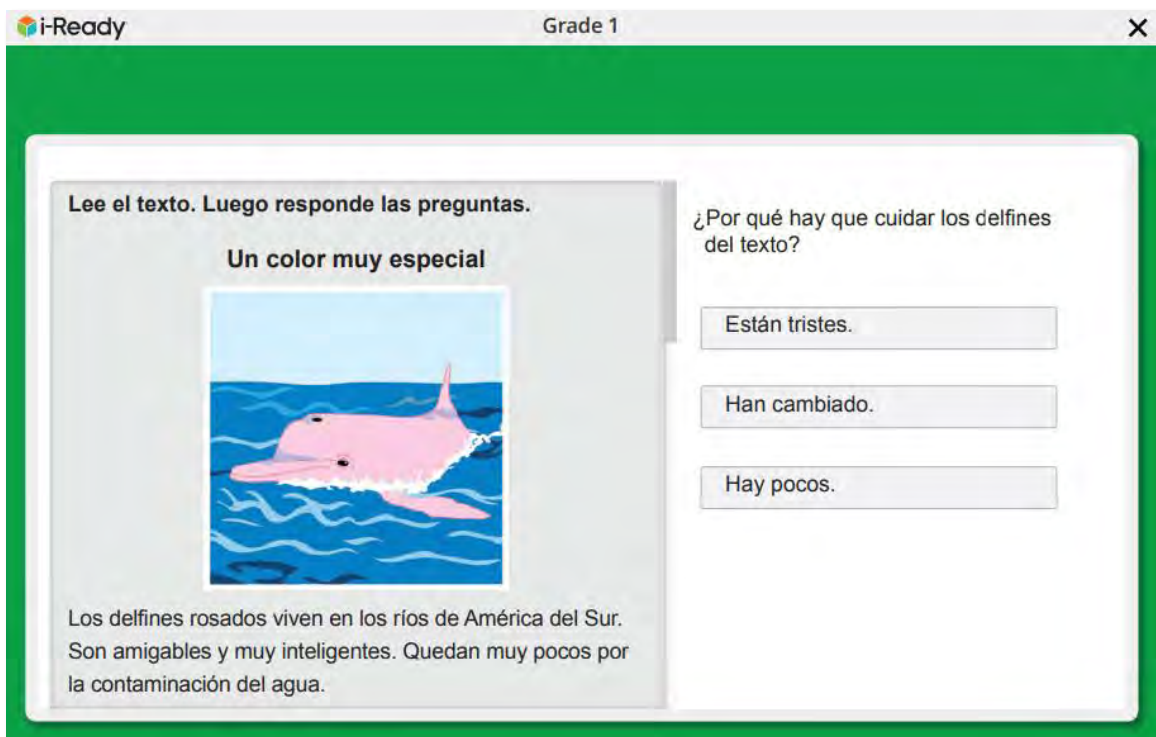 i-Ready
Grade 1
Lee el texto. Luego responde las preguntas.
Un color muy especial
Los delfines rosados viven en los ríos de América del Sur.
Son amigables y muy inteligentes. Quedan muy pocos por
la contaminación del agua.
¿Por qué hay que cuidar los delfines
del texto?
Están tristes.
Han cambiado.
Hay pocos.